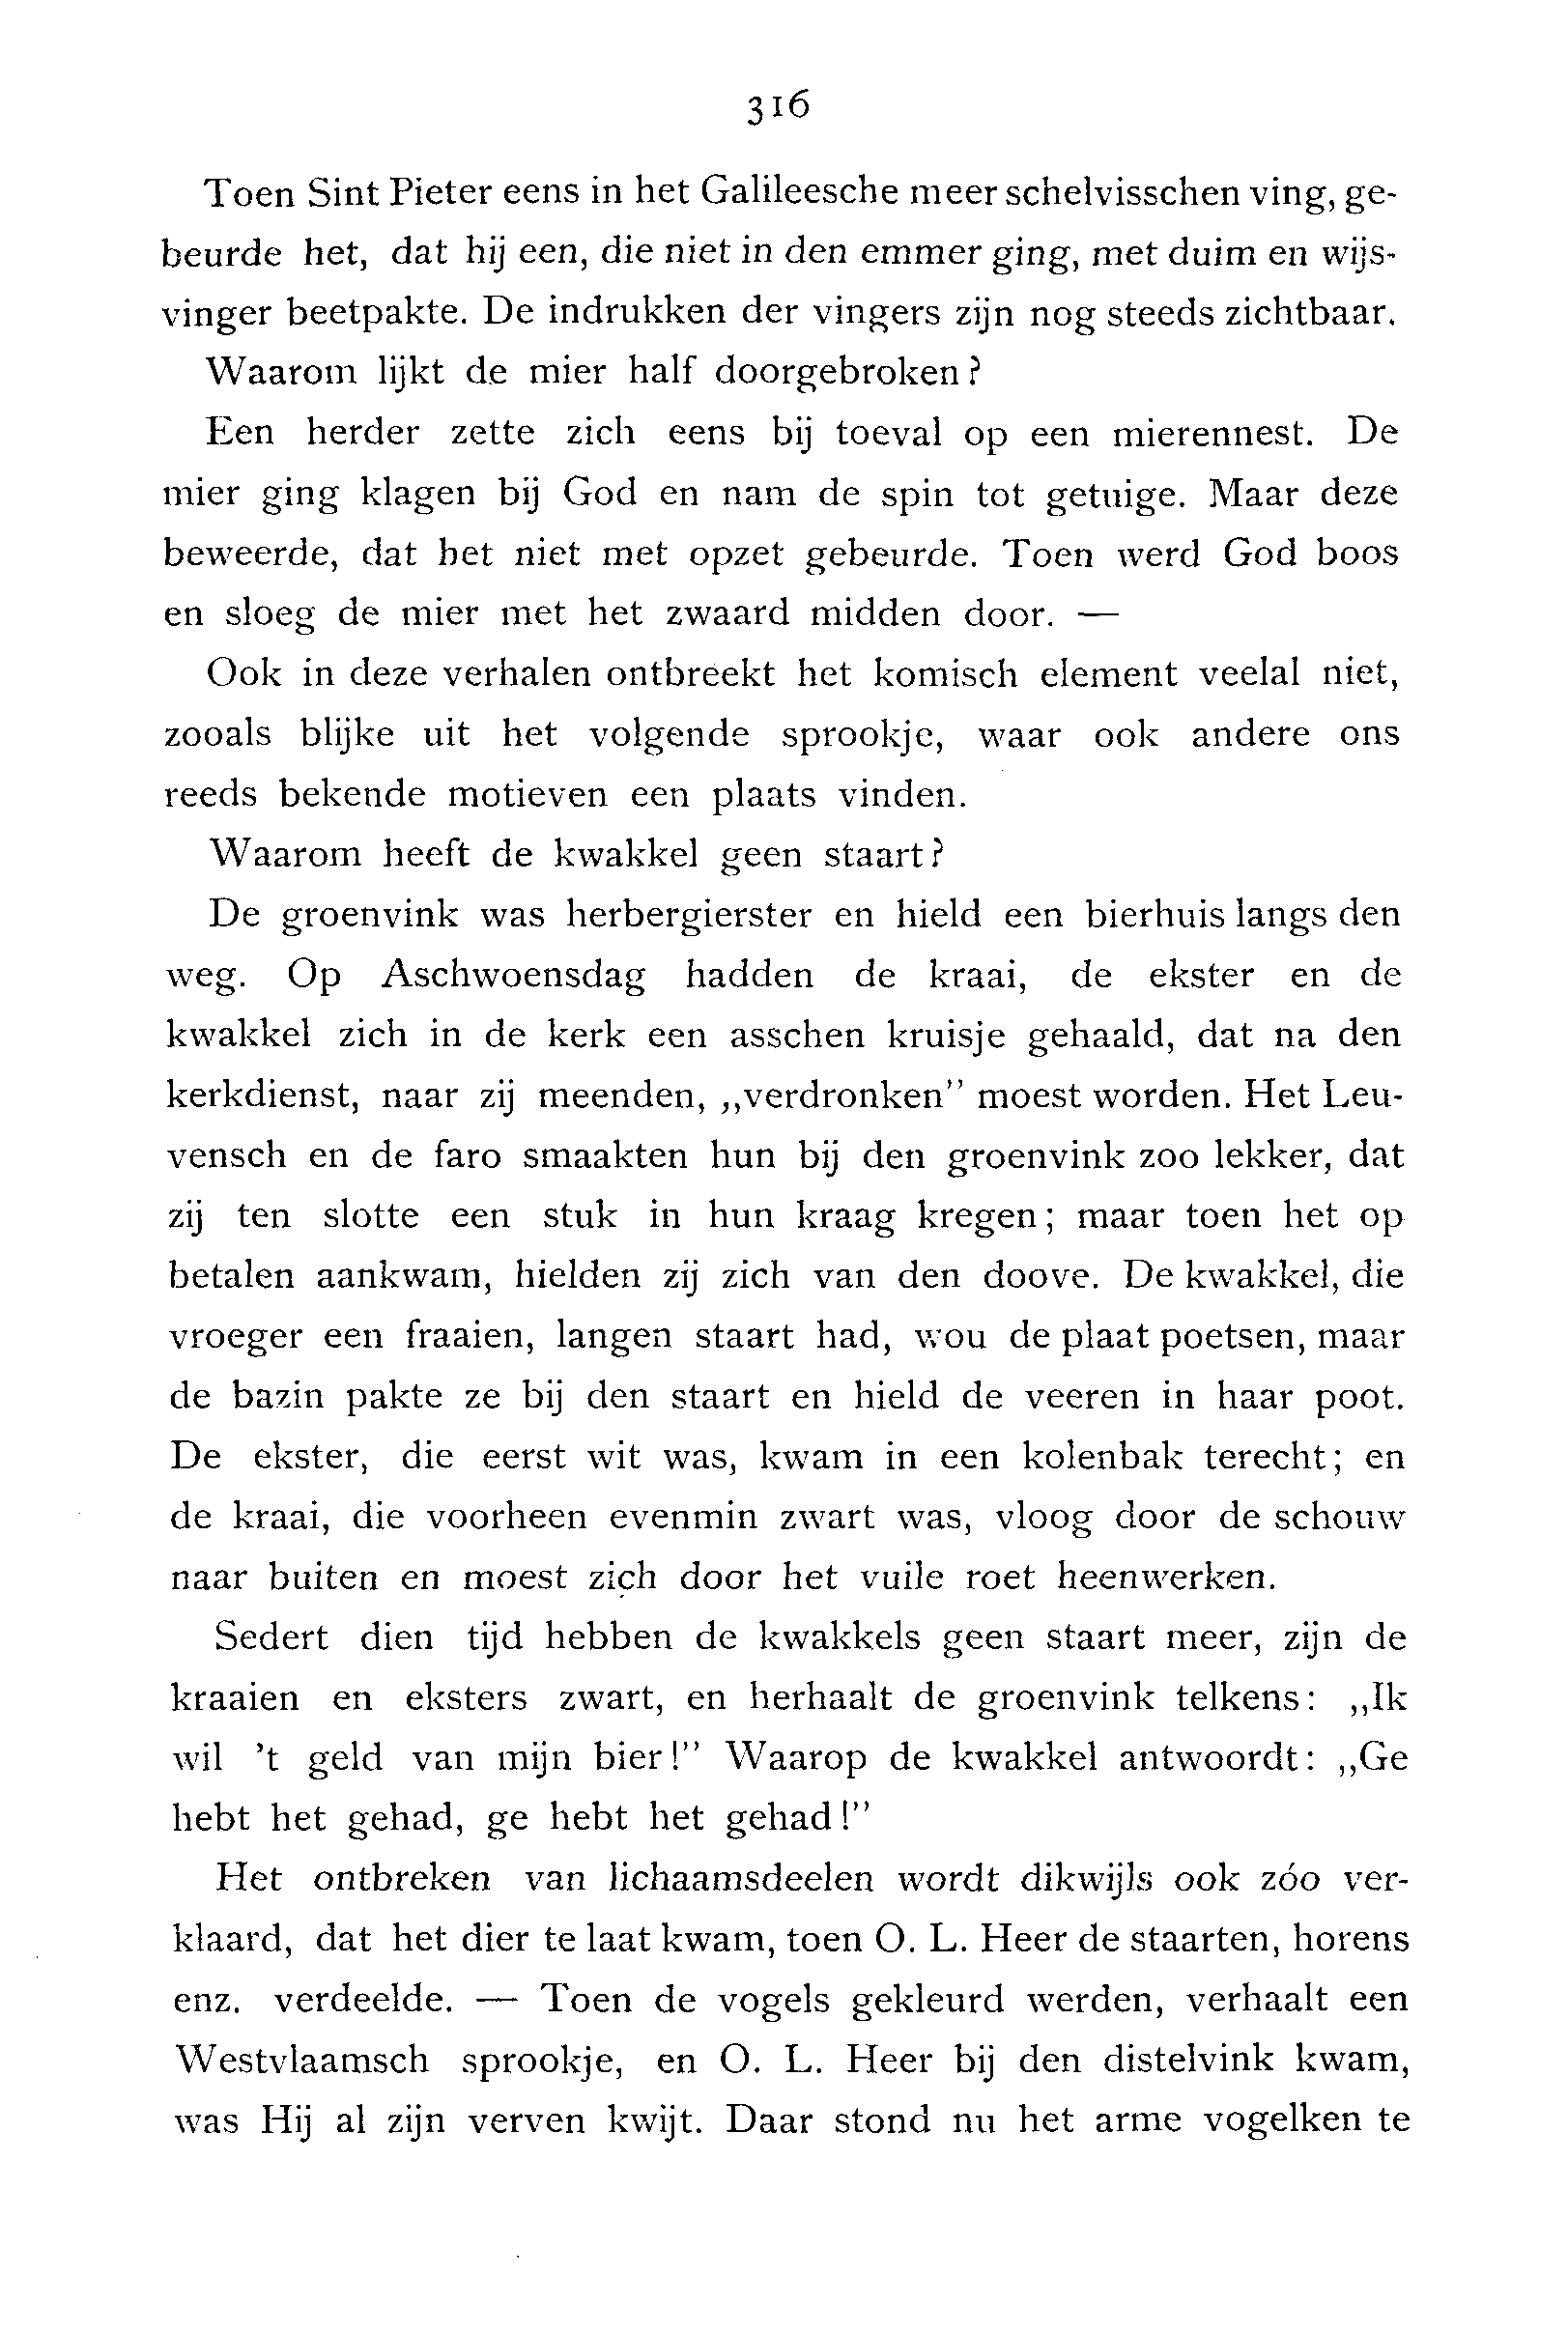 316
Toen Sint Pieter eens in het Galileesche meer schelvisschen ving, ge-
beurde het, dat hij een, die niet in den emmer ging, met duim en wijs-
vinger beetpakte. De indrukken der vingers zijn nog steeds zichtbaar.
Waarom lijkt de mier half doorgebroken?
Een herder zette zich eens bij toeval op een mierennest. De
mier ging klagen bij God en nam de spin tot getuige. Maar deze
beweerde, dat het niet met opzet gebeurde. Toen werd God boos
en sloeg de mier met het zwaard midden door. —
Ook in deze verhalen ontbreekt het komisch element veelal niet,
zooals blijke uit het volgende sprookje, waar ook andere ons
reeds bekende motieven een plaats vinden.
Waarom heeft de kwakkel geen staart?
De groenvink was herbergierster en hield een bierhuis langs den
weg. Op Aschwoensdag hadden de kraai, de ekster en de
kwakkel zich in de kerk een asschen kruisje gehaald, dat na den
kerkdienst, naar zij meenden, „verdronken” moest worden. Het Leu-
vensch en de faro smaakten hun bij den groenvink zoo lekker, dat
zij ten slotte een stuk in hun kraag kregen; maar toen het op
betalen aankwam, hielden zij zich van den doove. De kwakkel, die
vroeger een fraaien, langen staart had, wou de plaat poetsen, maar
de bazin pakte ze bij den staart en hield de veeren in haar poot.
De ekster, die eerst wit was, kwam in een kolenbak terecht; en
de kraai, die voorheen evenmin zwart was, vloog door de schouw
naar buiten en moest zich door het vuile roet heenwerken.
Sedert dien tijd hebben de kwakkels geen staart meer, zijn de
kraaien en eksters zwart, en herhaalt de groenvink telkens: „Ik
wil ’t geld van mijn bier!” Waarop de kwakkel antwoordt: „Ge
hebt het gehad, ge hebt het gehad!”
Het ontbreken van lichaamsdeelen wordt dikwijls ook zóo ver-
klaard, dat het dier te laat kwam, toen O. L. Heer de staarten, horens
enz. verdeelde. — Toen de vogels gekleurd werden, verhaalt een
Westvlaamsch sprookje, en O. L. Heer bij den distelvink kwam,
was Hij al zijn verven kwijt. Daar stond nu het arme vogelken te